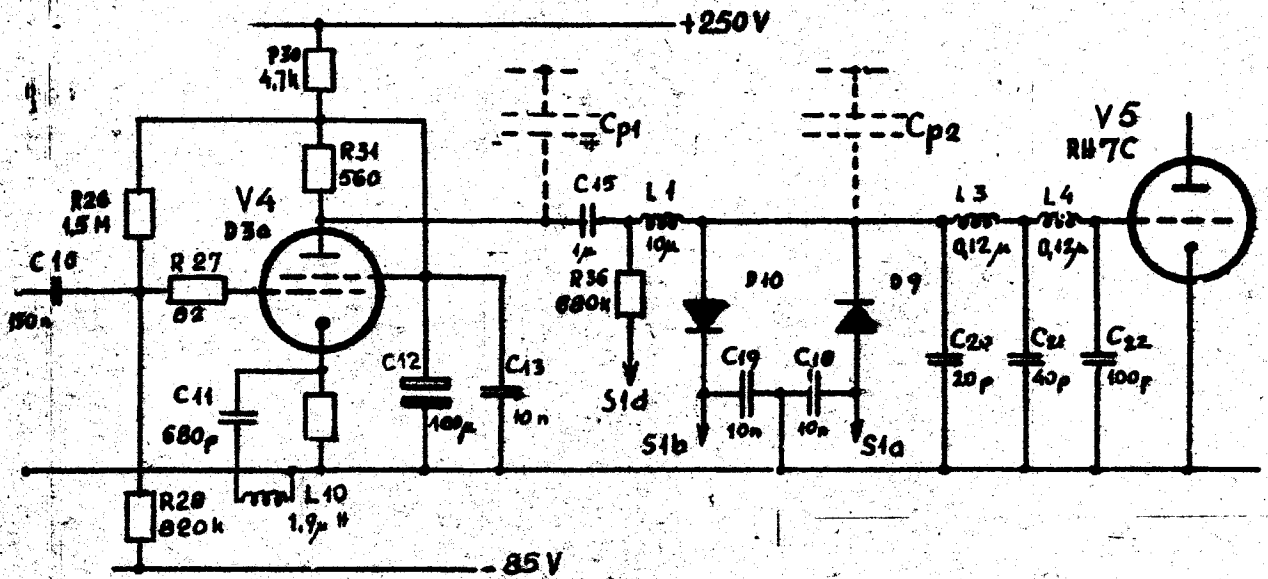 +250V
R30
4,7k
Cp1
Cp2
V5
RH7C
R31
560
R26
1,5M
V4
D3a
C15
1µ
L1
10µ
L3
0,12µ
L4
0,12µ
C10
150n
R27
82
R36
680k
D10
D9
C12
100µ
C13
10n
C19
10n
C18
10n
C20
20p
C21
40p
C22
100p
C11
680p
S1d
S1b
S1a
R28
820k
L10
1,9µH
-85V